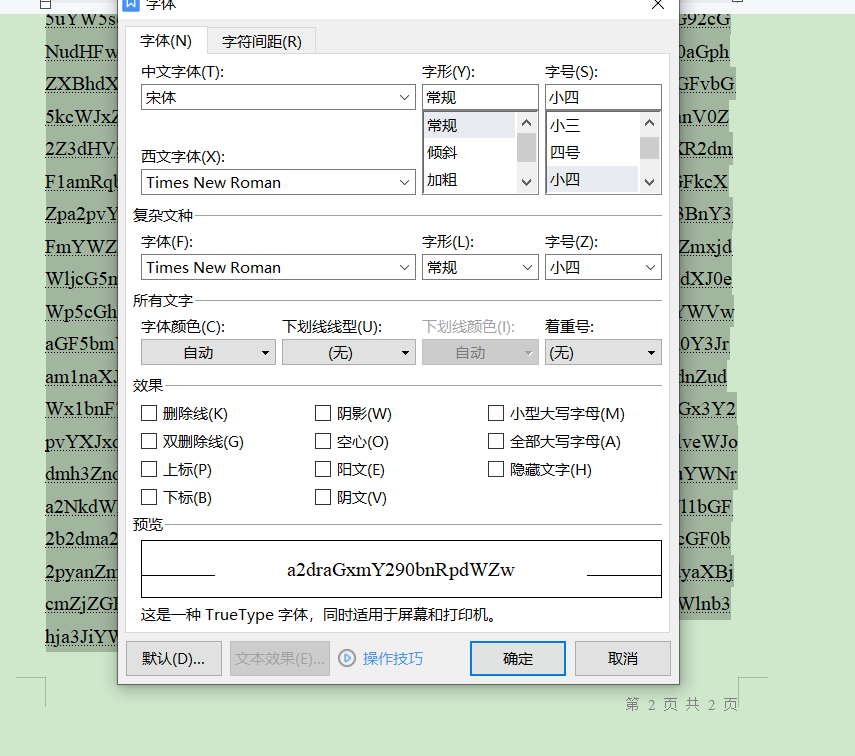 字体
字体(N) 字符间距(R)
中文字体(T): 字形(Y): 字号(S):
宋体 常规 小四
常规 小三
倾斜 四号
西文字体(X): 加粗 小四
Times New Roman
复杂文种
字体(F): 字形(L): 字号(Z):
Times New Roman 常规 小四
所有文字
字体颜色(C): 下划线线型(U): 下划线颜色(I): 着重号:
自动 (无) 自动 (无)
效果
删除线(K) 阴影(W) 小型大写字母(M)
双删除线(G) 空心(O) 全部大写字母(A)
上标(P) 阳文(E) 隐藏文字(H)
下标(B) 阴文(V)
预览
a2draGxmY290bnRpdWZw
这是一种 TrueType 字体，同时适用于屏幕和打印机。
默认(D)... 文本效果(E)... 操作技巧 确定 取消
5uYW5s G92cG
NudHFw 0aGph
ZXBhdX GFvbG
5kcWJxZ nV0Z
2Z3dHV R2dm
F1amRq GFkcX
Zpa2pvY BnY3
FmYWZ Zmxjd
WljcG5n dXJ0e
Wp5cGh YWVw
aGF5bm 0Y3Jr
am1naXJ dnZud
Wx1bnF Gx3Y2
pvYXJxc veWJo
dmh3Znc YWNr
a2NkdW l1bGF
2b2dma2 cGF0b
2pyanZm yaXBj
cmZjZGF Wlnb3
hja3JiYW
第 2 页 共 2 页